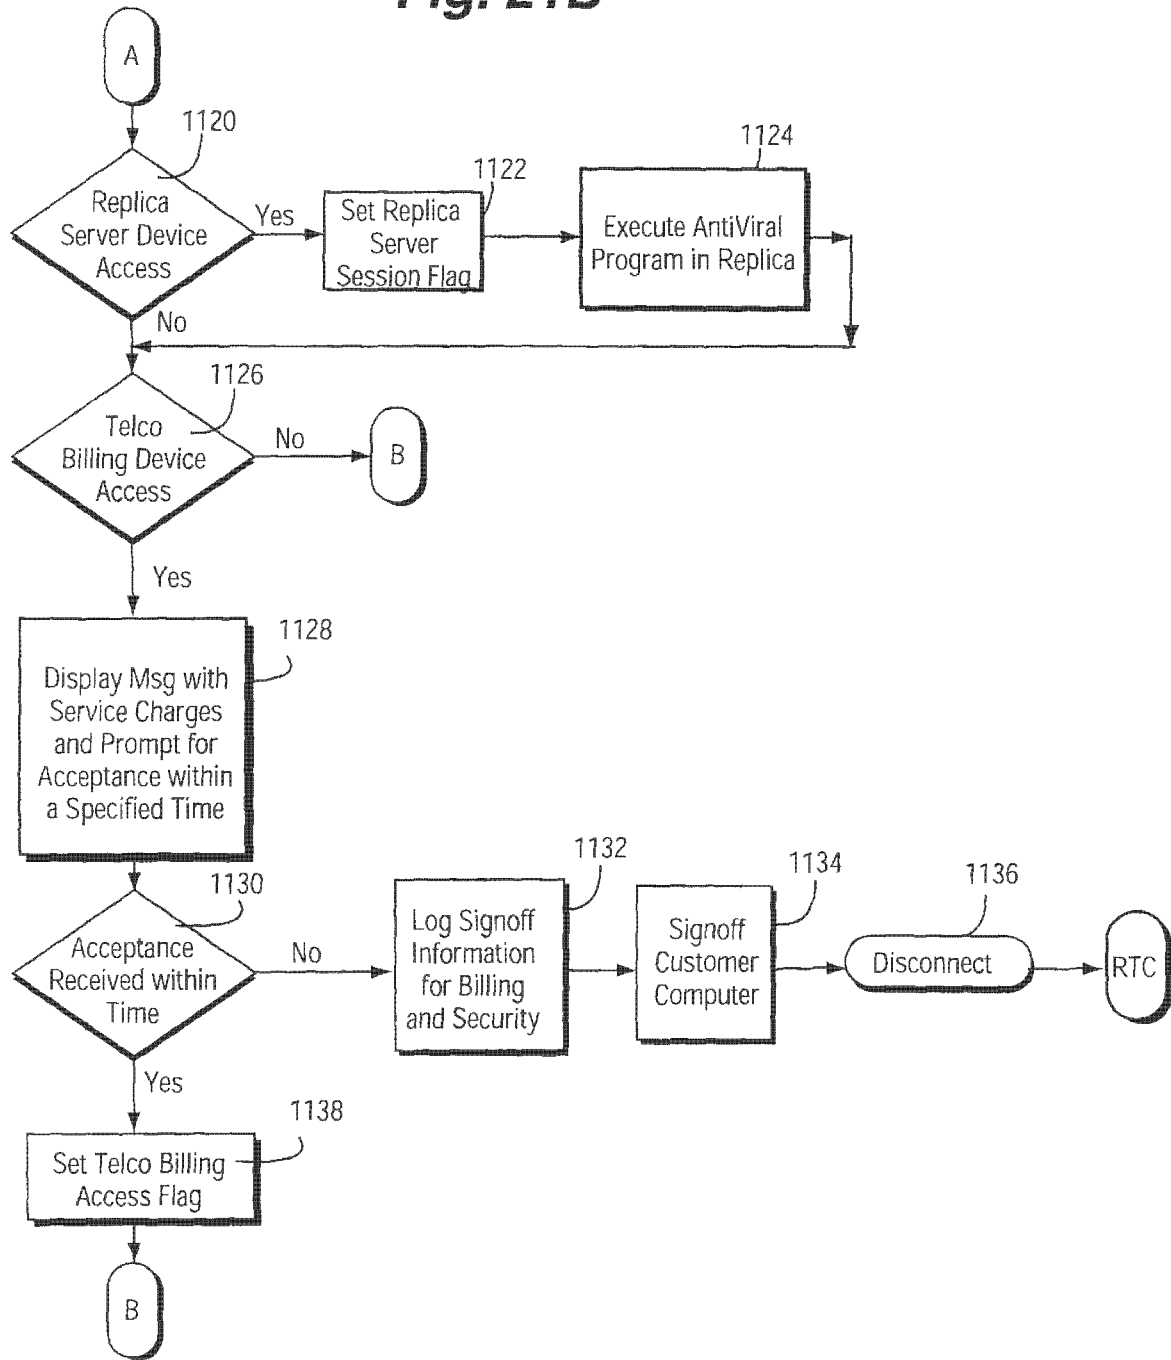 A
1120
Replica
Server Device
Access
Yes
1122
Set Replica
Server
Session Flag
1124
Execute AntiViral
Program in Replica
No
1126
Telco
Billing Device
Access
No
B
Yes
1128
Display Msg with
Service Charges
and Prompt for
Acceptance within
a Specified Time
1130
Acceptance
Received within
Time
No
1132
Log Signoff
Information
for Billing
and Security
1134
Signoff
Customer
Computer
1136
Disconnect
RTC
Yes
1138
Set Telco Billing
Access Flag
B